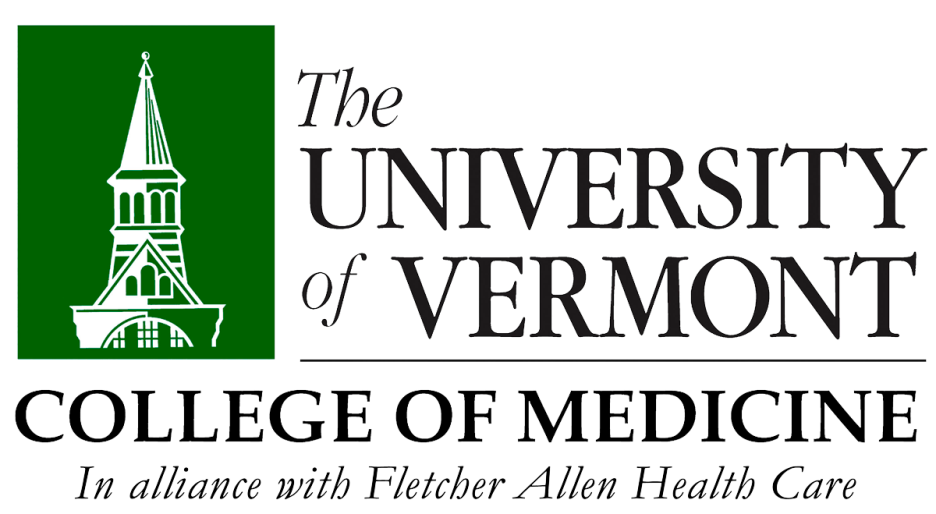 The
UNIVERSITY
of VERMONT
COLLEGE OF MEDICINE
In alliance with Fletcher Allen Health Care